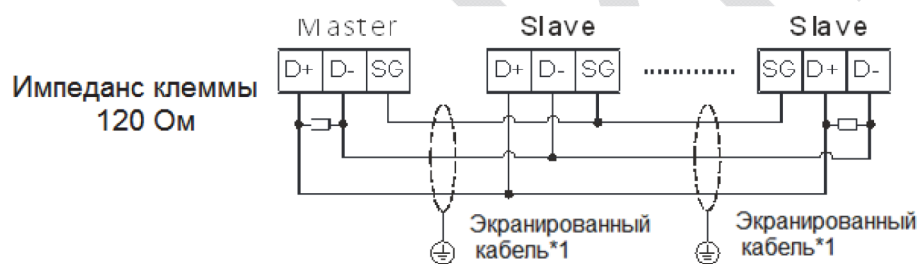 Master Slave Slave
D+ D- SG D+ D- SG SG D+ D-
Импеданс клеммы
120 Ом
Экранированный
кабель*1
Экранированный
кабель*1